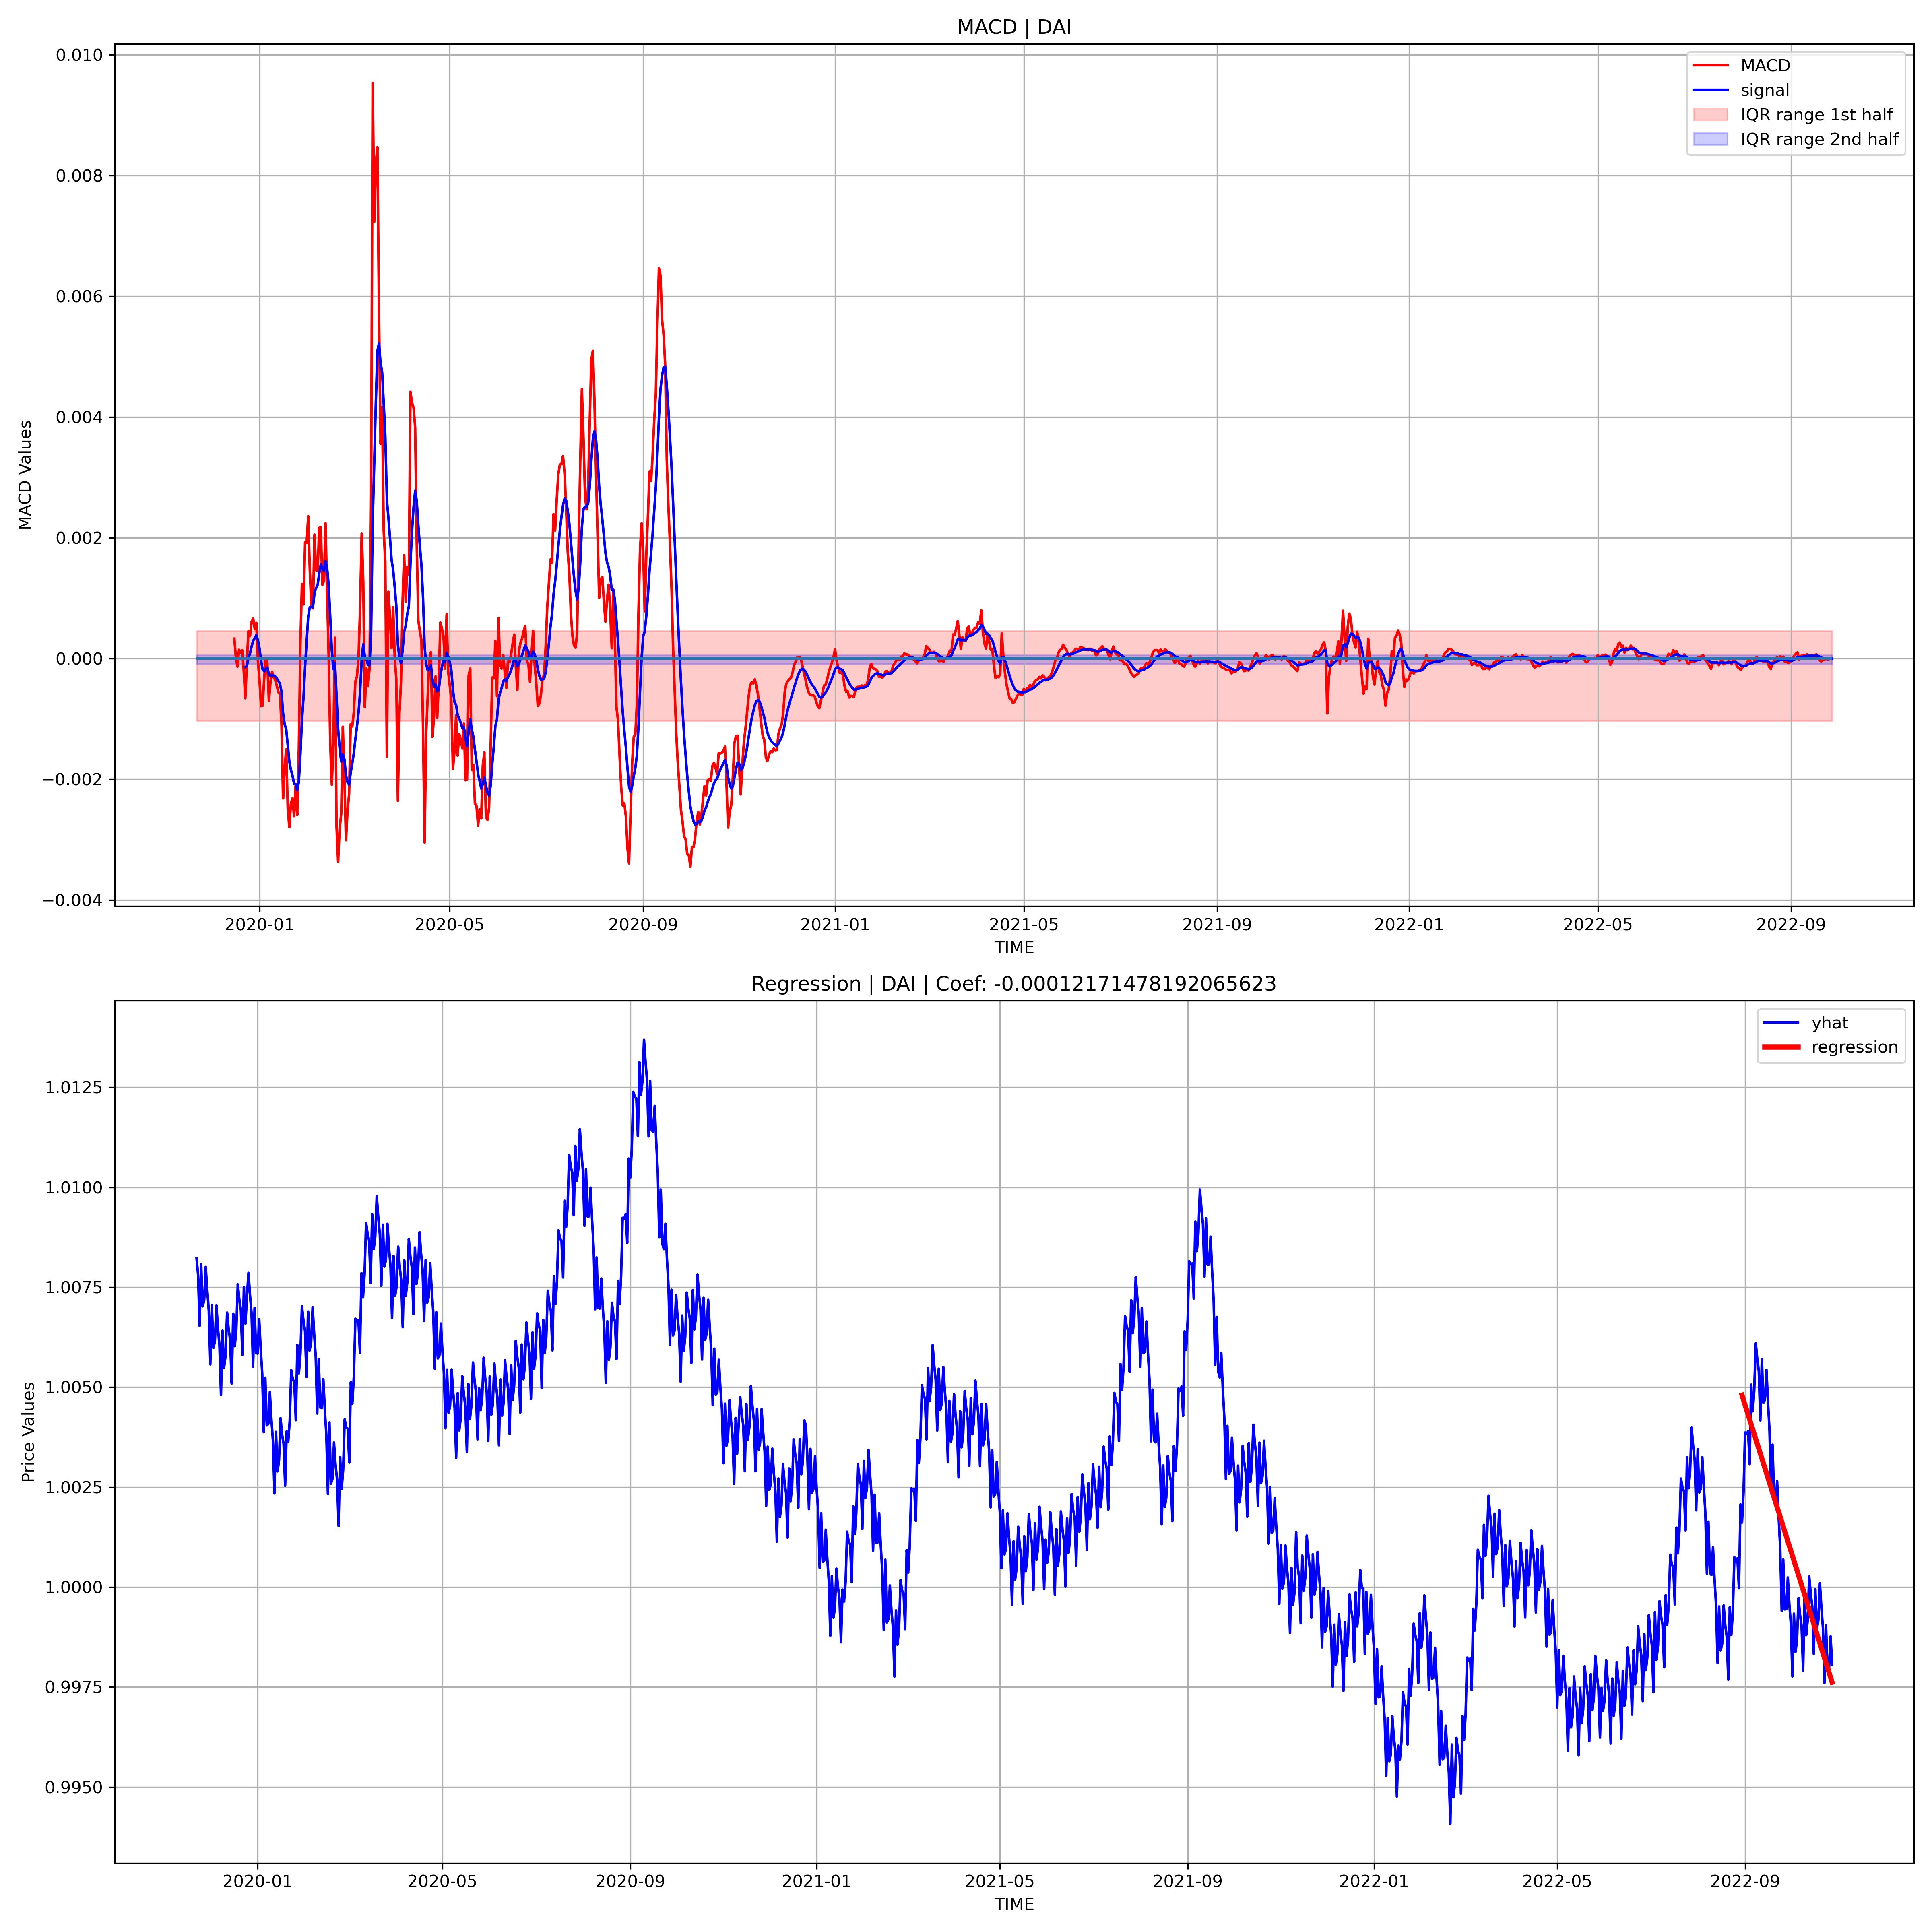 MACD | DAI
0.010
0.008
0.006
0.004
0.002
0.000
−0.002
−0.004
MACD Values
MACD
signal
IQR range 1st half
IQR range 2nd half
2020-01 2020-05 2020-09 2021-01 2021-05 2021-09 2022-01 2022-05 2022-09
TIME
Regression | DAI | Coef: -0.00012171478192065623
1.0125
1.0100
1.0075
1.0050
1.0025
1.0000
0.9975
0.9950
Price Values
yhat
regression
2020-01 2020-05 2020-09 2021-01 2021-05 2021-09 2022-01 2022-05 2022-09
TIME